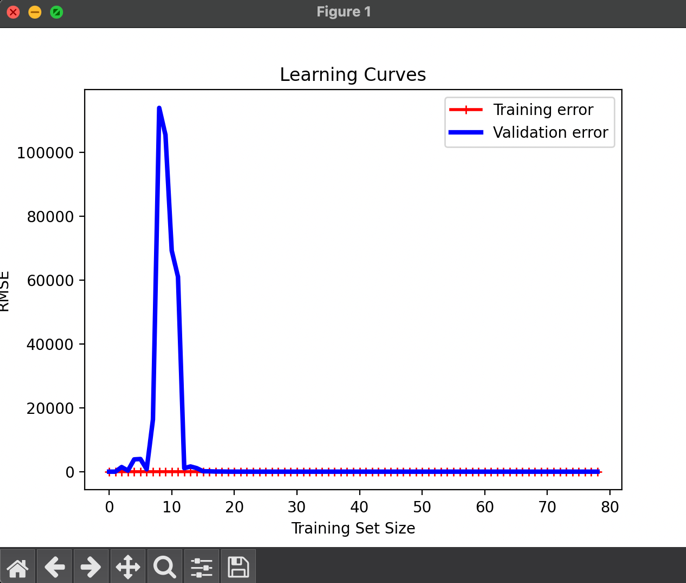 Figure 1
Learning Curves
Training error
Validation error
100000
80000
60000
40000
20000
0
RMSE
0 10 20 30 40 50 60 70 80
Training Set Size